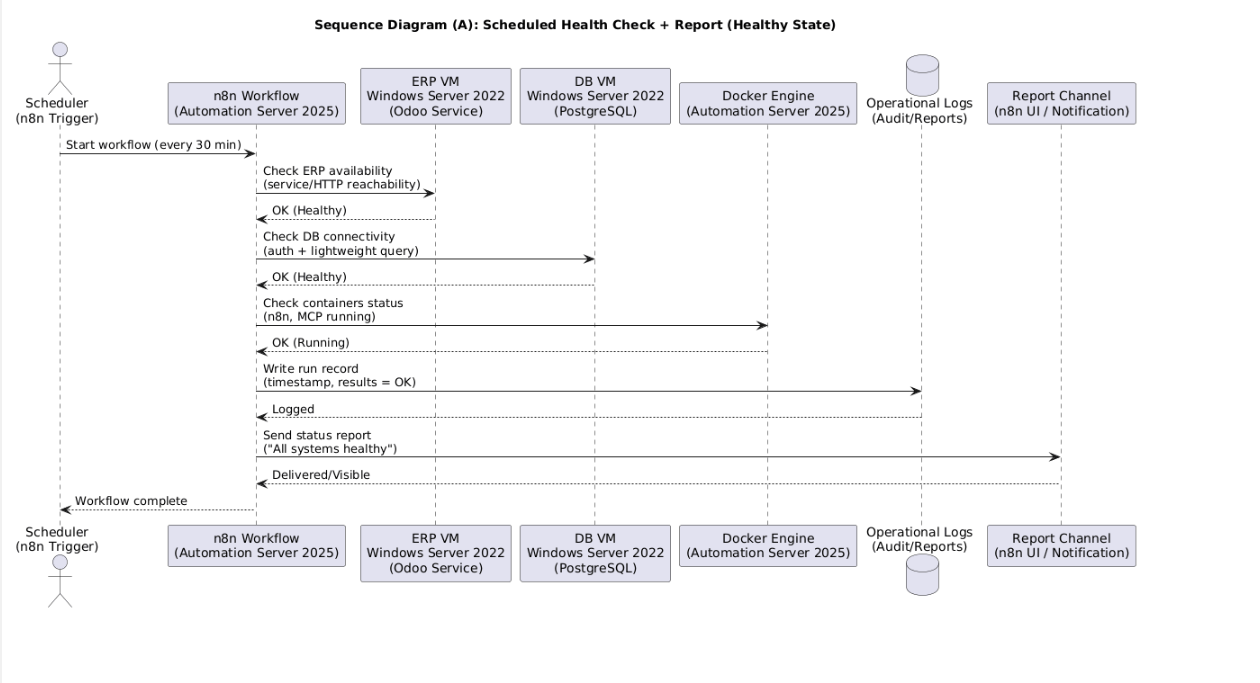 Sequence Diagram (A): Scheduled Health Check + Report (Healthy State)
Scheduler
(n8n Trigger)
n8n Workflow
(Automation Server 2025)
ERP VM
Windows Server 2022
(Odoo Service)
DB VM
Windows Server 2022
(PostgreSQL)
Docker Engine
(Automation Server 2025)
Operational Logs
(Audit/Reports)
Report Channel
(n8n UI / Notification)
Start workflow (every 30 min)
Check ERP availability
(service/HTTP reachability)
OK (Healthy)
Check DB connectivity
(auth + lightweight query)
OK (Healthy)
Check containers status
(n8n, MCP running)
OK (Running)
Write run record
(timestamp, results = OK)
Logged
Send status report
("All systems healthy")
Delivered/Visible
Workflow complete
Scheduler
(n8n Trigger)
n8n Workflow
(Automation Server 2025)
ERP VM
Windows Server 2022
(Odoo Service)
DB VM
Windows Server 2022
(PostgreSQL)
Docker Engine
(Automation Server 2025)
Operational Logs
(Audit/Reports)
Report Channel
(n8n UI / Notification)